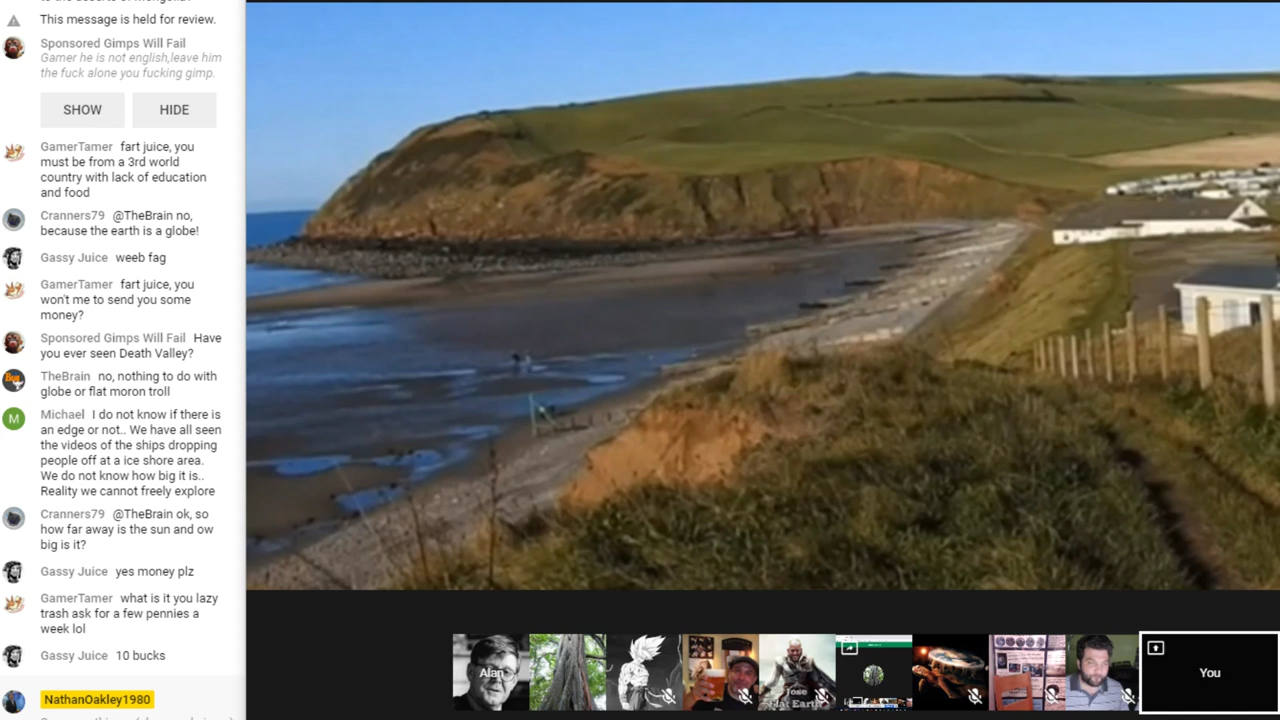 This message is held for review.
Sponsored Gimps Will Fail
Gamer he is not english,leave him
the fuck alone you fucking gimp.
SHOW HIDE
GamerTamer fart juice, you
must be from a 3rd world
country with lack of education
and food
Cranners79 @TheBrain no,
because the earth is a globe!
Gassy Juice weeb fag
GamerTamer fart juice, you
won't me to send you some
money?
Sponsored Gimps Will Fail Have
you ever seen Death Valley?
TheBrain no, nothing to do with
globe or flat moron troll
M
Michael I do not know if there is
an edge or not.. We have all seen
the videos of the ships dropping
people off at a ice shore area.
We do not know how big it is..
Reality we cannot freely explore
Cranners79 @TheBrain ok, so
how far away is the sun and ow
big is it?
Gassy Juice yes money plz
GamerTamer what is it you lazy
trash ask for a few pennies a
week lol
Gassy Juice 10 bucks
NathanOakley1980
Alan
Jose
Flat Earth
You